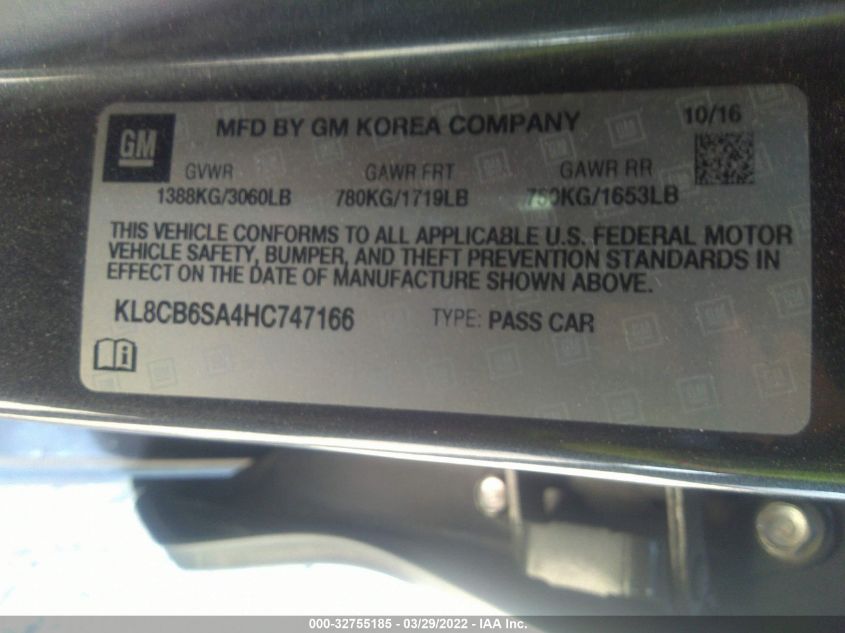 GM
MFD BY GM KOREA COMPANY
10/16
GVWR GAWR FRT GAWR RR
1388KG/3060LB 780KG/1719LB 750KG/1653LB
THIS VEHICLE CONFORMS TO ALL APPLICABLE U.S. FEDERAL MOTOR
VEHICLE SAFETY, BUMPER, AND THEFT PREVENTION STANDARDS IN
EFFECT ON THE DATE OF MANUFACTURE SHOWN ABOVE.
KL8CB6SA4HC747166 TYPE: PASS CAR
000-32755185 - 03/29/2022 - IAA Inc.